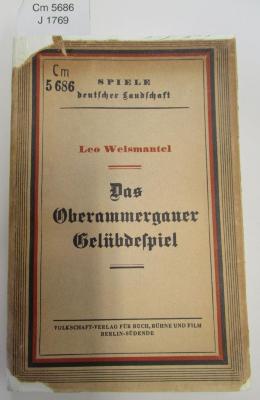 Cm 5686
J 1769
Cm
5 686
SPIELE
deutscher Landschaft
Leo Weismantel
Das
Oberammergauer
Gelübdespiel
VOLKSCHAFT-VERLAG FÜR BUCH, BÜHNE UND FILM
BERLIN-SÜDENDE